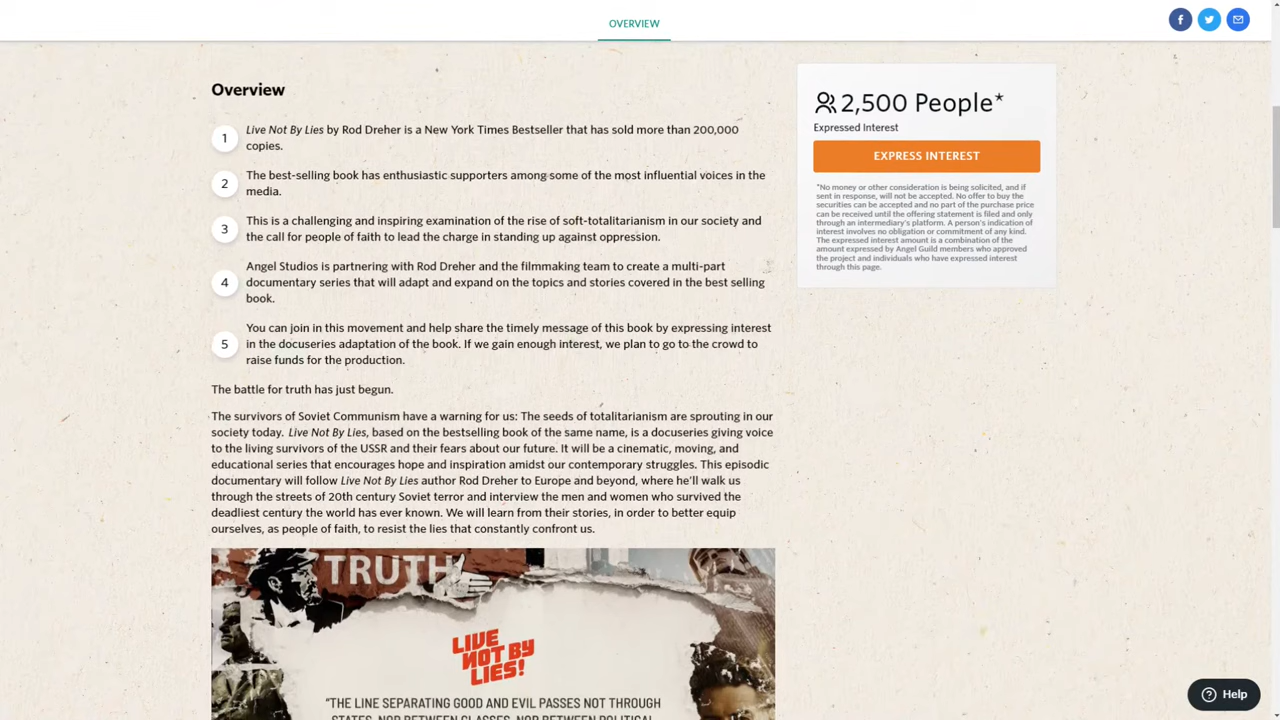 OVERVIEW
Overview
1
Live Not By Lies by Rod Dreher is a New York Times Bestseller that has sold more than 200,000
copies.
2
The best-selling book has enthusiastic supporters among some of the most influential voices in the
media.
3
This is a challenging and inspiring examination of the rise of soft-totalitarianism in our society and
the call for people of faith to lead the charge in standing up against oppression.
4
Angel Studios is partnering with Rod Dreher and the filmmaking team to create a multi-part
documentary series that will adapt and expand on the topics and stories covered in the best selling
book.
5
You can join in this movement and help share the timely message of this book by expressing interest
in the docuseries adaptation of the book. If we gain enough interest, we plan to go to the crowd to
raise funds for the production.
The battle for truth has just begun.
The survivors of Soviet Communism have a warning for us: The seeds of totalitarianism are sprouting in our
society today. Live Not By Lies, based on the bestselling book of the same name, is a docuseries giving voice
to the living survivors of the USSR and their fears about our future. It will be a cinematic, moving, and
educational series that encourages hope and inspiration amidst our contemporary struggles. This episodic
documentary will follow Live Not By Lies author Rod Dreher to Europe and beyond, where he'll walk us
through the streets of 20th century Soviet terror and interview the men and women who survived the
deadliest century the world has ever known. We will learn from their stories, in order to better equip
ourselves, as people of faith, to resist the lies that constantly confront us.
TRUTH
LIVE
NOT BY
LIES!
"THE LINE SEPARATING GOOD AND EVIL PASSES NOT THROUGH
STATES, NOR BETWEEN CLASSES, NOR BETWEEN POLITICAL
2,500 People*
Expressed Interest
EXPRESS INTEREST
*No money or other consideration is being solicited, and if
sent in response, will not be accepted. No offer to buy the
securities can be accepted and no part of the purchase price
can be received until the offering statement is filed and only
through an intermediary's platform. A person's indication of
interest involves no obligation or commitment of any kind.
The expressed interest amount is a combination of the
amount expressed by Angel Guild members who approved
the project and individuals who have expressed interest
through this page.
Help